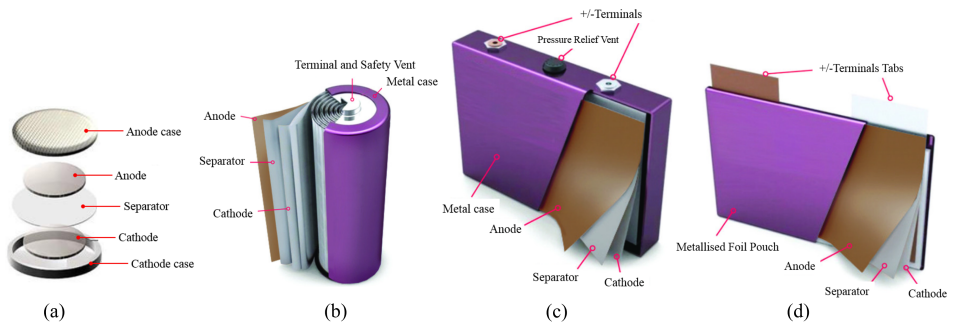 Anode case
Anode
Separator
Cathode
Cathode case
(a)
Terminal and Safety Vent
Metal case
Anode
Separator
Cathode
(b)
+/-Terminals
Pressure Relief Vent
Metal case
Anode
Separator
Cathode
(c)
+/-Terminals Tabs
Metallised Foil Pouch
Anode
Separator
Cathode
(d)